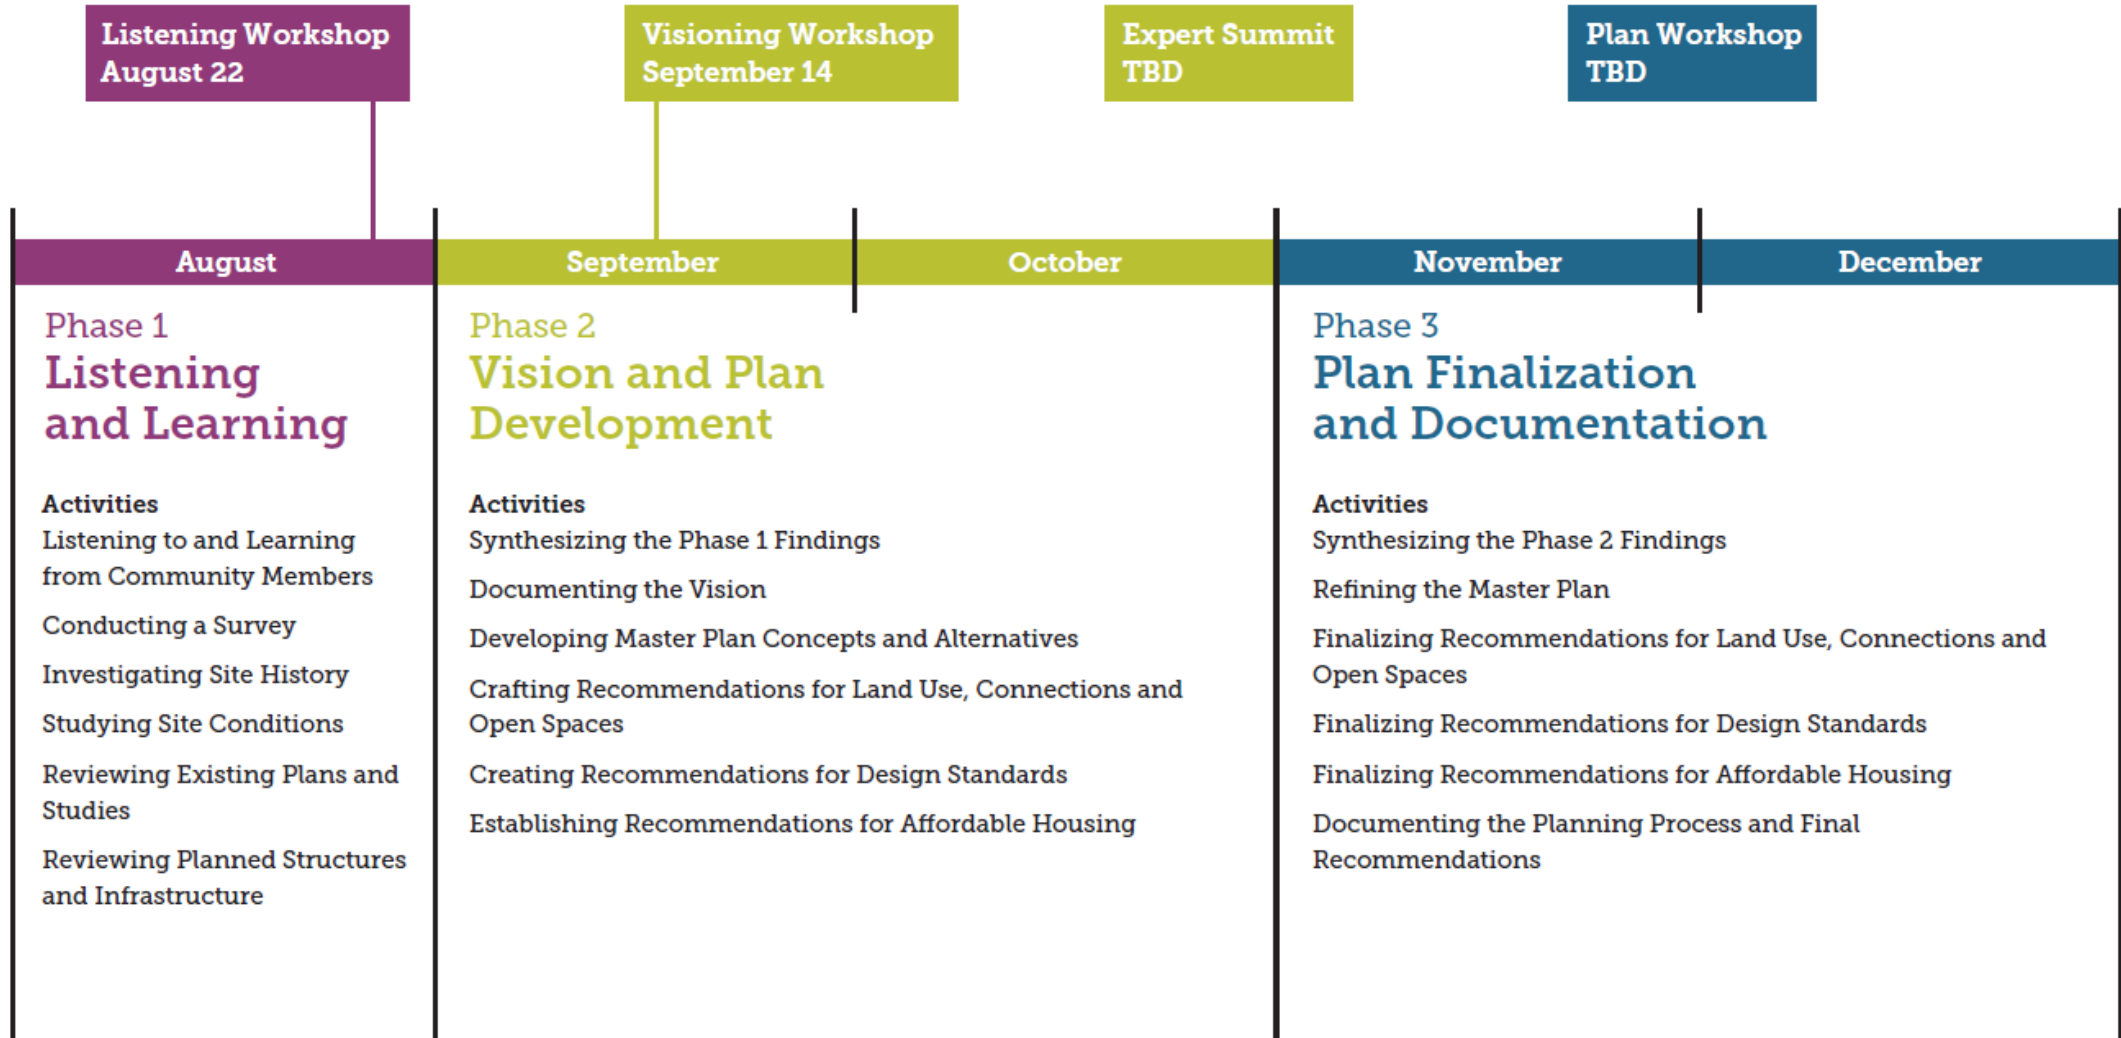 Listening Workshop
August 22
Visioning Workshop
September 14
Expert Summit
TBD
Plan Workshop
TBD
August
September
October
November
December
Phase 1
Listening
and Learning
Activities
Listening to and Learning
from Community Members
Conducting a Survey
Investigating Site History
Studying Site Conditions
Reviewing Existing Plans and
Studies
Reviewing Planned Structures
and Infrastructure
Phase 2
Vision and Plan
Development
Activities
Synthesizing the Phase 1 Findings
Documenting the Vision
Developing Master Plan Concepts and Alternatives
Crafting Recommendations for Land Use, Connections and
Open Spaces
Creating Recommendations for Design Standards
Establishing Recommendations for Affordable Housing
Phase 3
Plan Finalization
and Documentation
Activities
Synthesizing the Phase 2 Findings
Refining the Master Plan
Finalizing Recommendations for Land Use, Connections and
Open Spaces
Finalizing Recommendations for Design Standards
Finalizing Recommendations for Affordable Housing
Documenting the Planning Process and Final
Recommendations